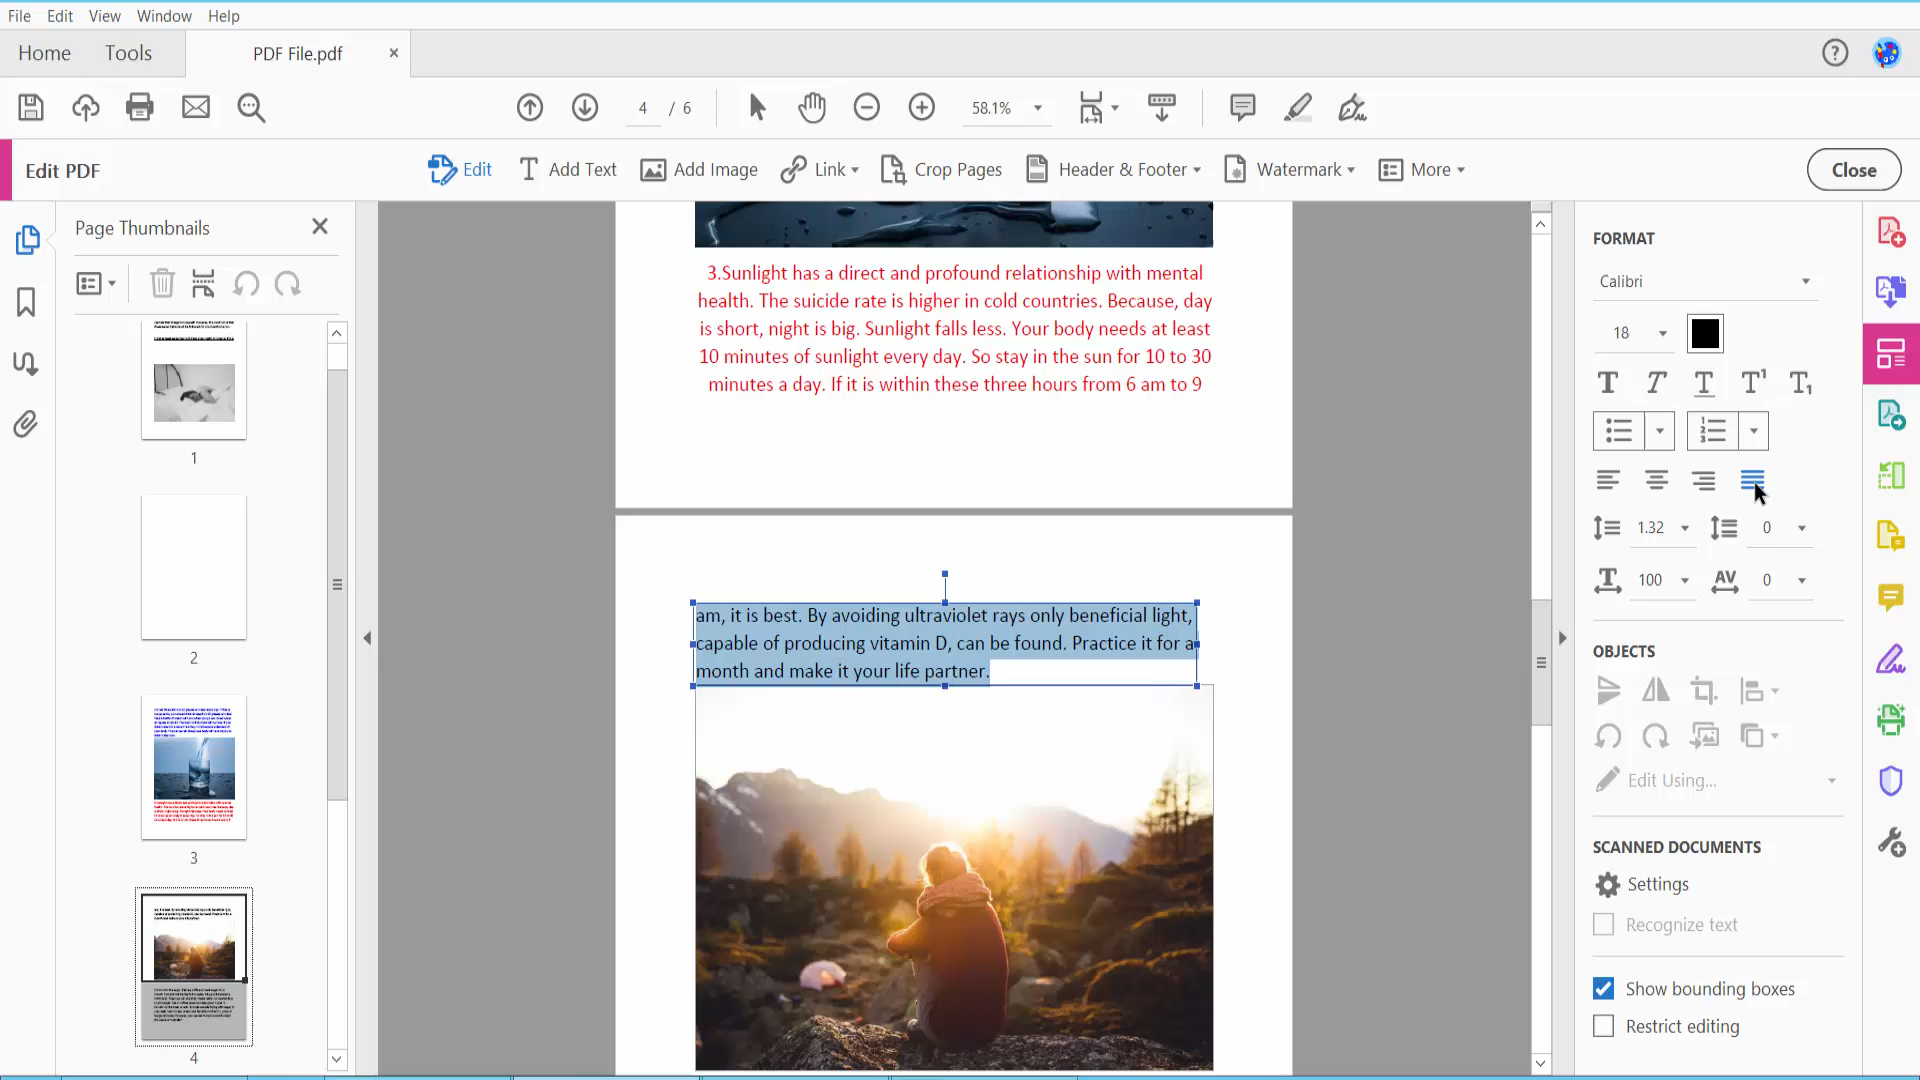 File Edit View Window Help
Home Tools PDF File.pdf ×
4 / 6 58.1%
Edit PDF Edit Add Text Add Image Link Crop Pages Header & Footer Watermark More Close
Page Thumbnails
1
2
3
4
3.Sunlight has a direct and profound relationship with mental
health. The suicide rate is higher in cold countries. Because, day
is short, night is big. Sunlight falls less. Your body needs at least
10 minutes of sunlight every day. So stay in the sun for 10 to 30
minutes a day. If it is within these three hours from 6 am to 9
am, it is best. By avoiding ultraviolet rays only beneficial light,
capable of producing vitamin D, can be found. Practice it for a
month and make it your life partner.
FORMAT
Calibri
18
T T T T1 T1
1.32 0
100 AV 0
OBJECTS
Edit Using...
SCANNED DOCUMENTS
Settings
Recognize text
Show bounding boxes
Restrict editing